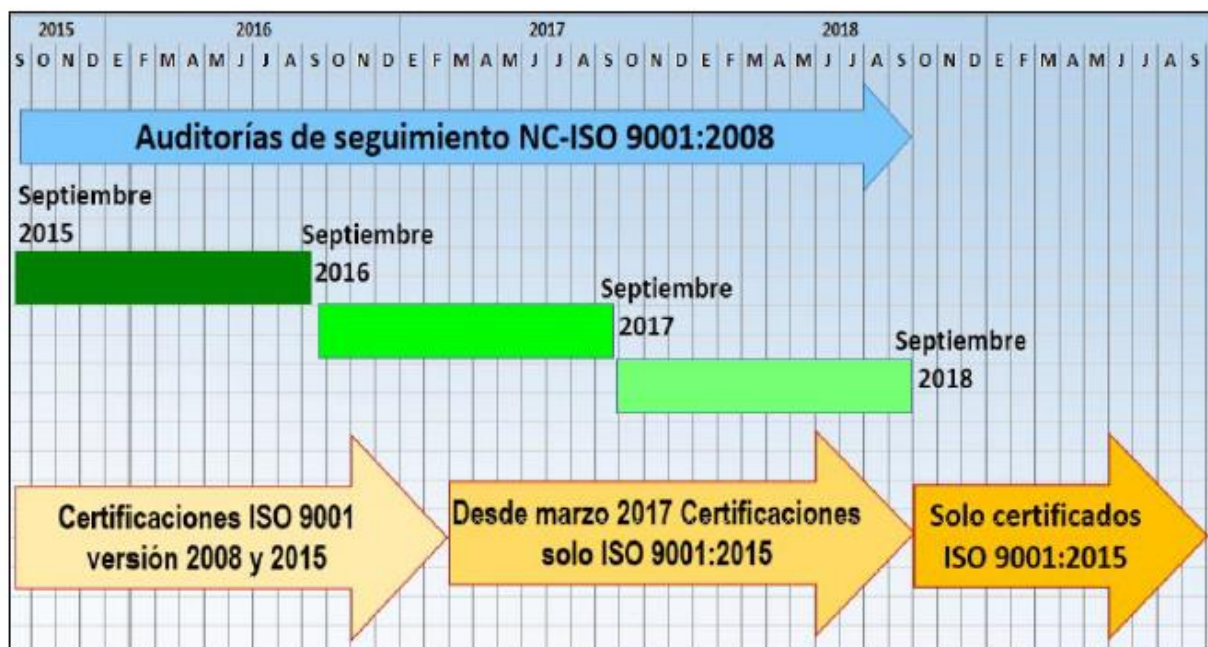 2015 2016 2017 2018
S O N D E F M A M J J A S O N D E F M A M J J A S O N D E F M A M J J A S O N D E F M A M J J A S
Auditorías de seguimiento NC-ISO 9001:2008
Septiembre
2015
Septiembre
2016
Septiembre
2017
Septiembre
2018
Certificaciones ISO 9001
versión 2008 y 2015
Desde marzo 2017 Certificaciones
solo ISO 9001:2015
Solo certificados
ISO 9001:2015